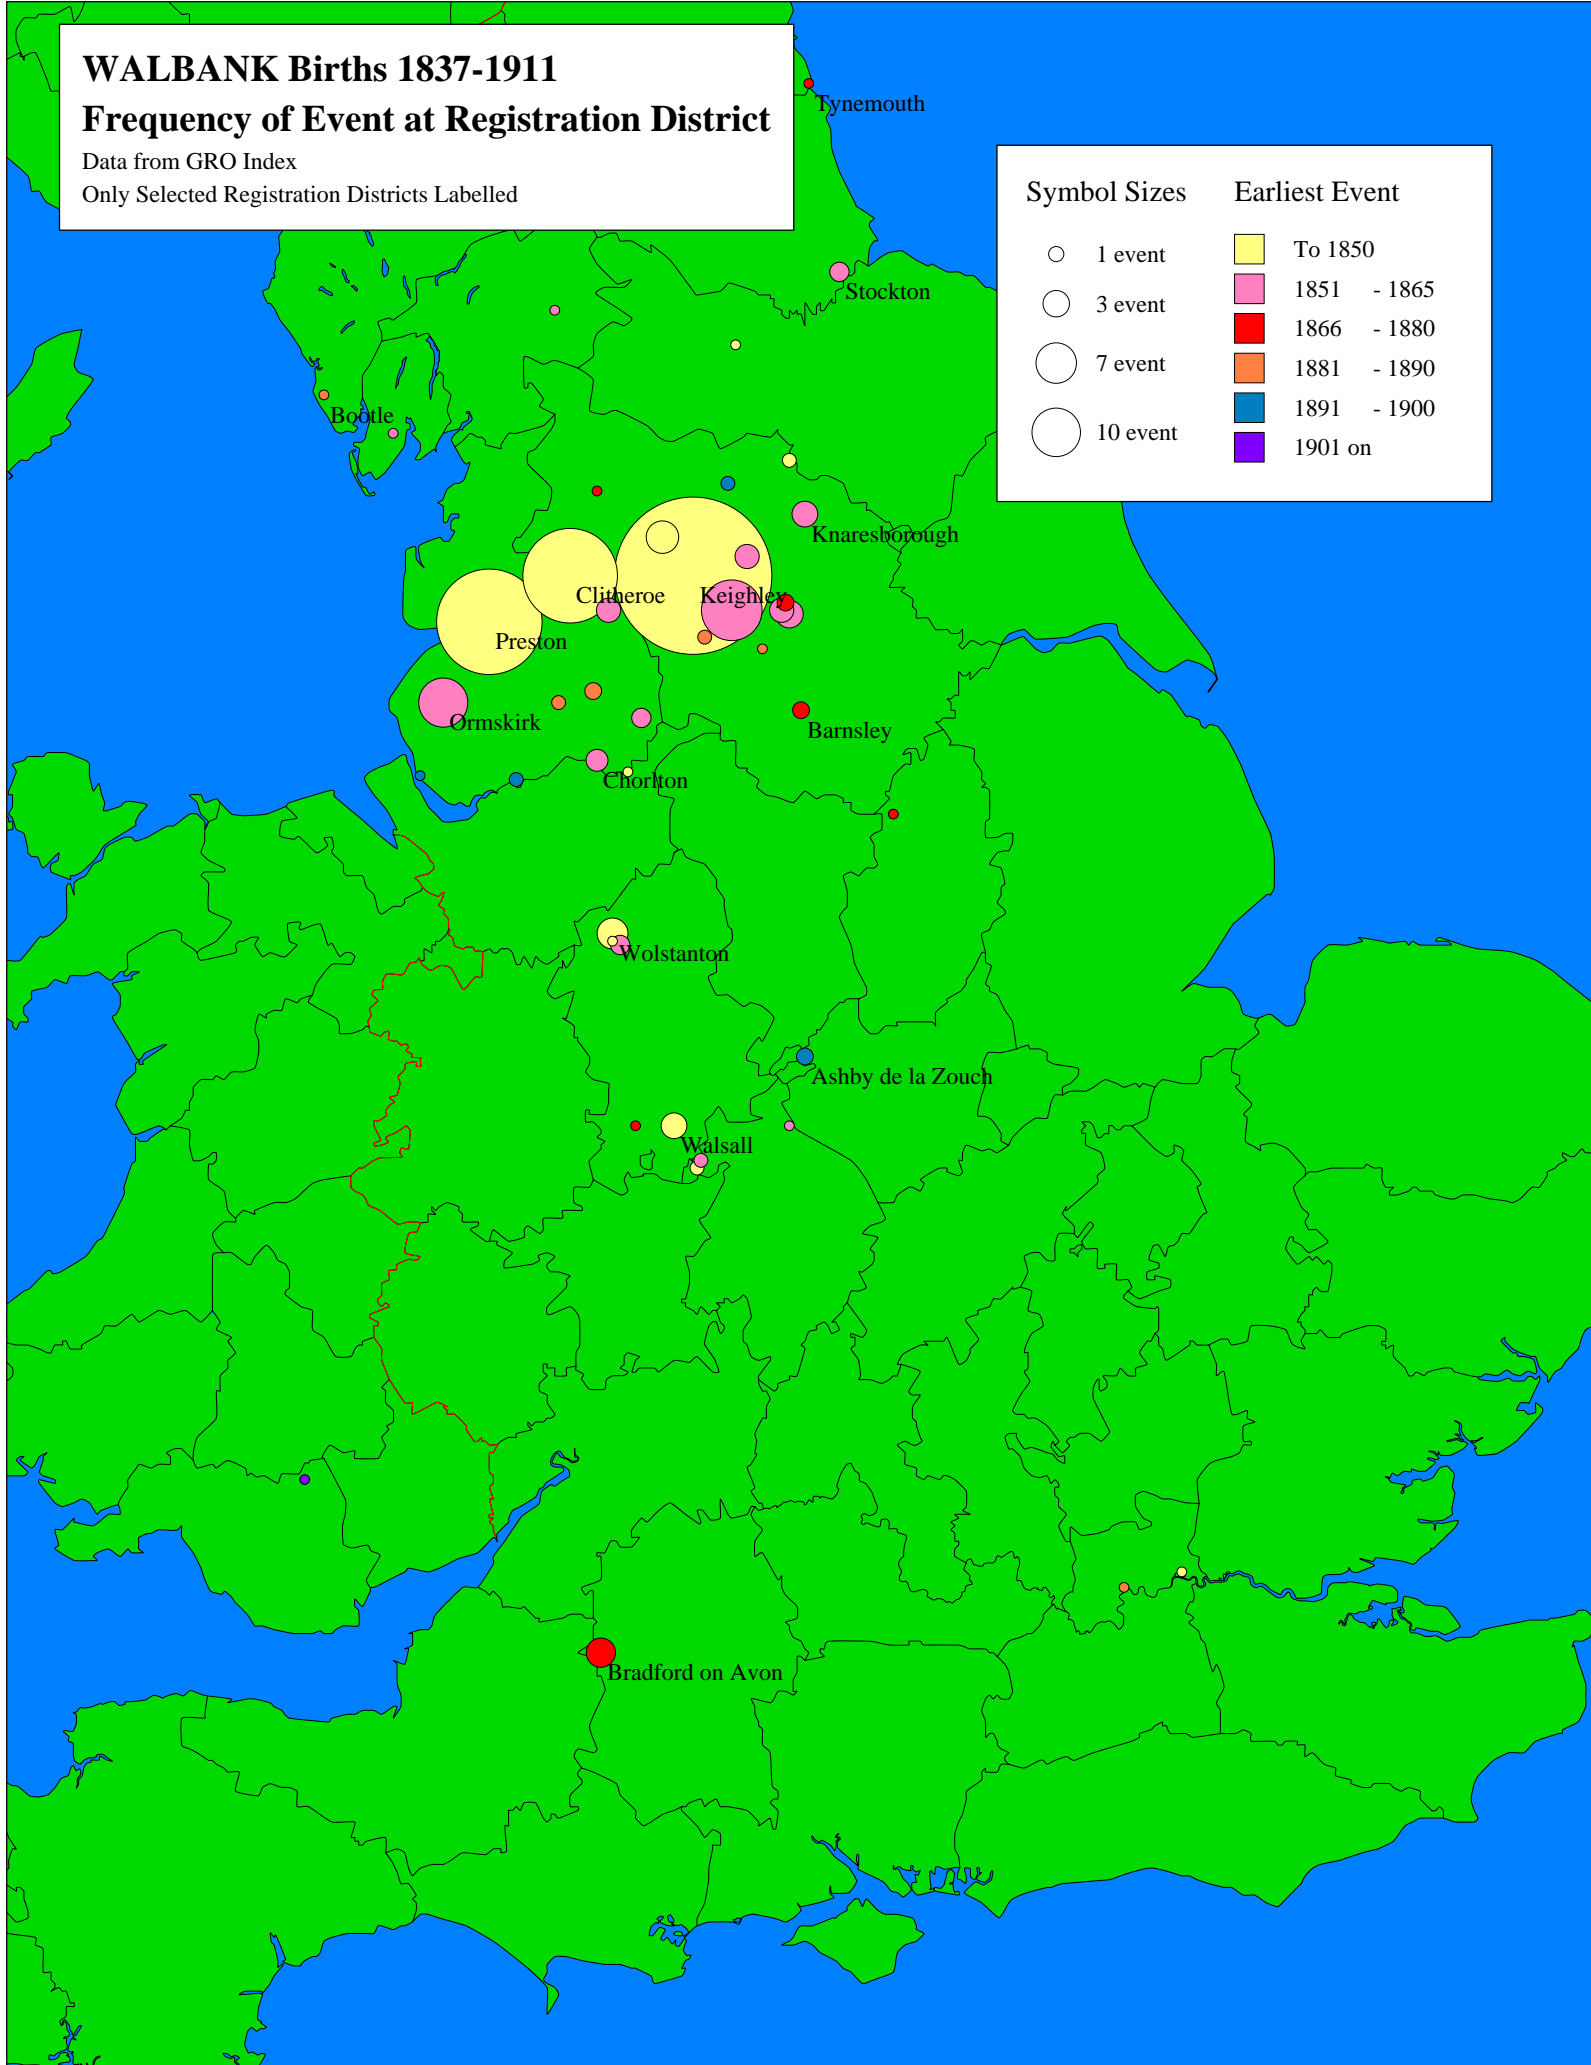 WALBANK Births 1837-1911
Frequency of Event at Registration District
Data from GRO Index
Only Selected Registration Districts Labelled
Tynemouth
Symbol Sizes
Earliest Event
1 event
3 event
7 event
10 event
To 1850
1851 - 1865
1866 - 1880
1881 - 1890
1891 - 1900
1901 on
Stockton
Bootle
Knaresborough
Clitheroe
Keighley
Preston
Ormskirk
Barnsley
Chorlton
Wolstanton
Ashby de la Zouch
Walsall
Bradford on Avon